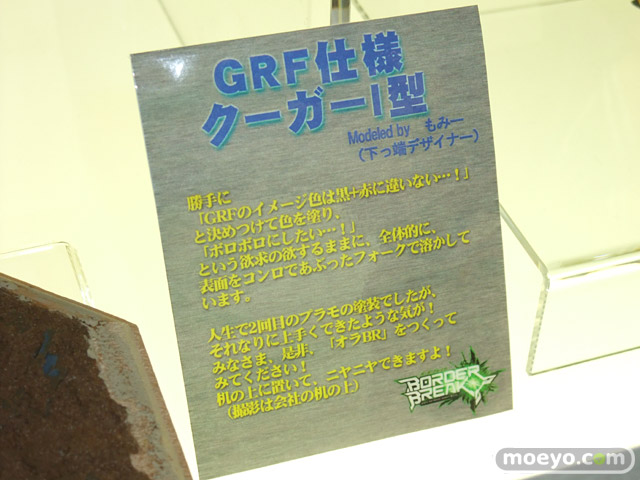 GRF仕様
クーガーI型
Modeled by もみー
(下っ端デザイナー)
勝手に
「GRFのイメージ色は黒+赤に違いない…！」
と決めつけて色を塗り、
「ボロボロにしたい…！」
という欲求の欲するままに、全体的に、
表面をコンロであぶったフォークで溶かして
います。
人生で2回目のプラモの塗装でしたが、
それなりに上手くできたような気が！
みなさま、是非、「オラBR」をつくって
みてください！
机の上に置いて、ニヤニヤできますよ！
(撮影は会社の机の上)
BORDER
BREAK
moeyo.com